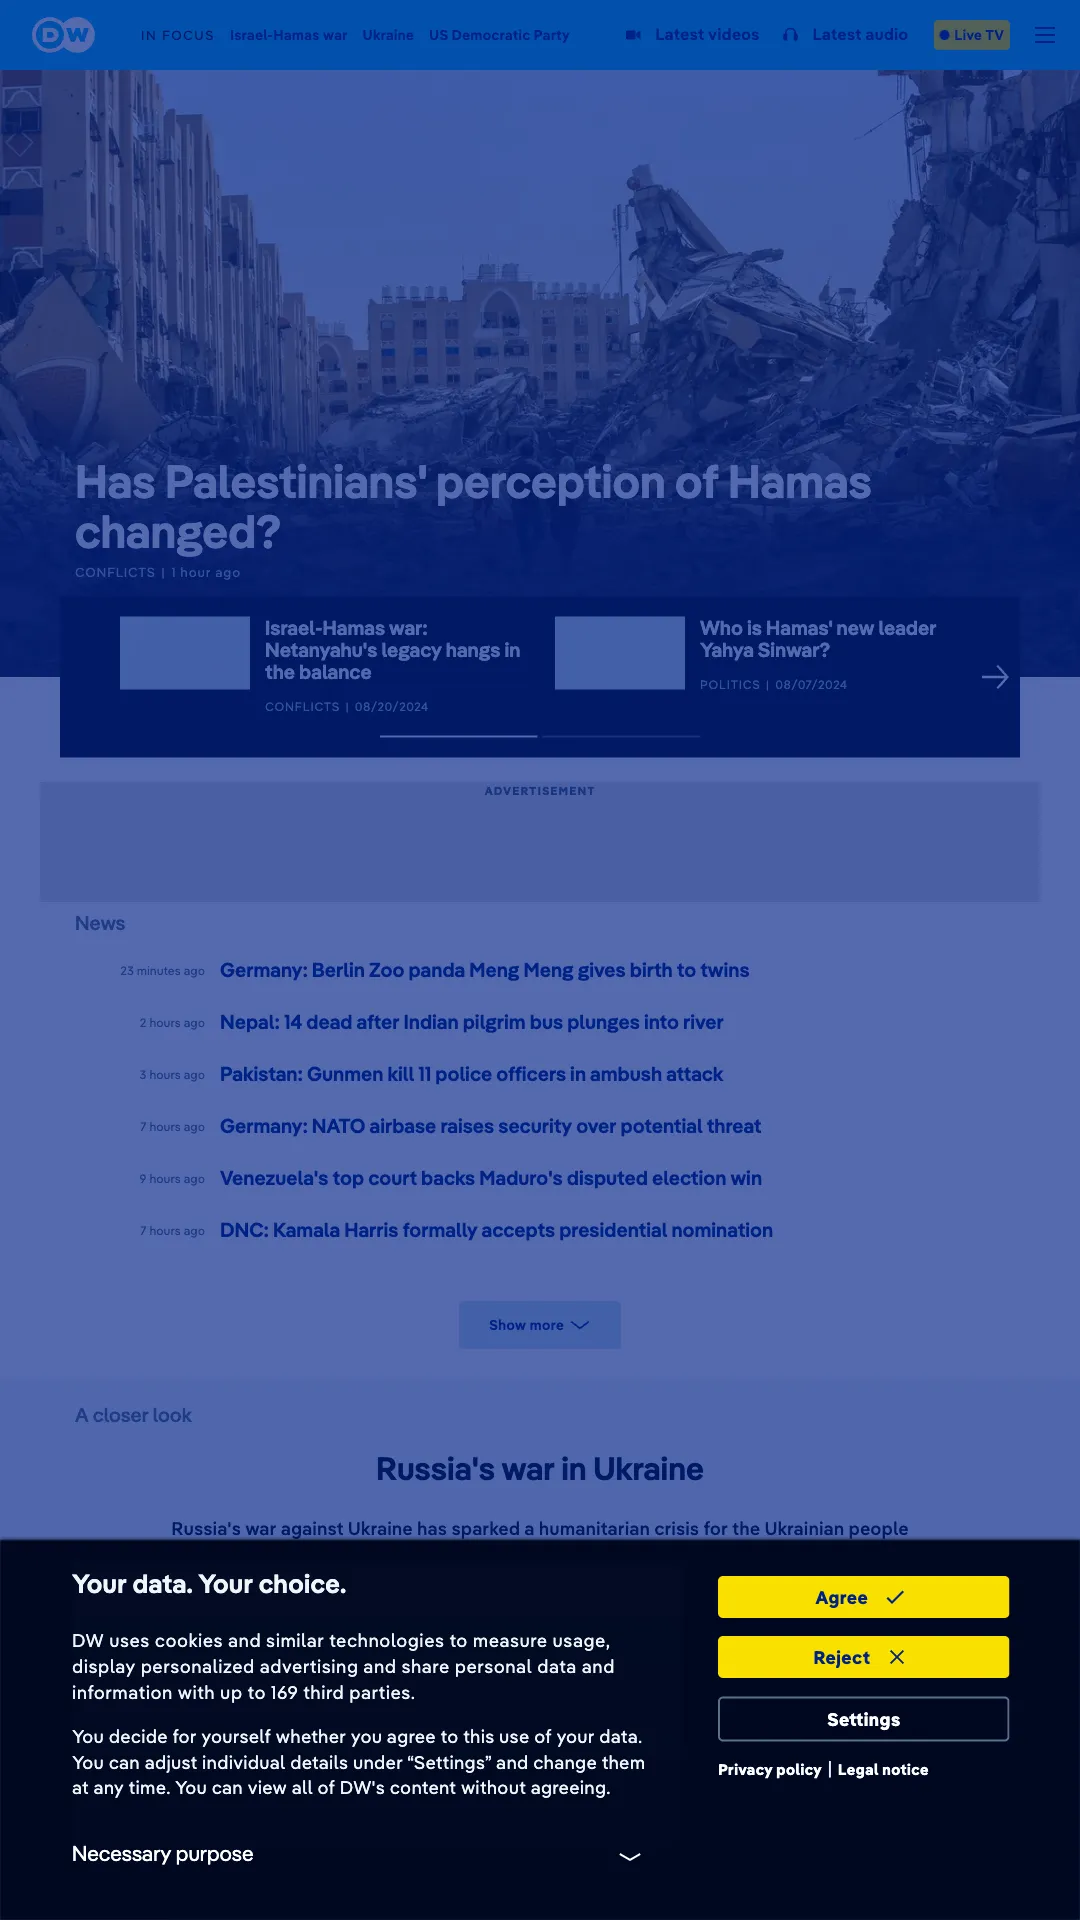 DW
IN FOCUS Israel-Hamas war Ukraine US Democratic Party Latest videos Latest audio Live TV
Has Palestinians' perception of Hamas
changed?
CONFLICTS | 1 hour ago
Israel-Hamas war:
Netanyahu's legacy hangs in
the balance
CONFLICTS | 08/20/2024
Who is Hamas' new leader
Yahya Sinwar?
POLITICS | 08/07/2024
ADVERTISEMENT
News
23 minutes ago Germany: Berlin Zoo panda Meng Meng gives birth to twins
2 hours ago Nepal: 14 dead after Indian pilgrim bus plunges into river
3 hours ago Pakistan: Gunmen kill 11 police officers in ambush attack
7 hours ago Germany: NATO airbase raises security over potential threat
9 hours ago Venezuela's top court backs Maduro's disputed election win
7 hours ago DNC: Kamala Harris formally accepts presidential nomination
Show more
A closer look
Russia's war in Ukraine
Russia's war against Ukraine has sparked a humanitarian crisis for the Ukrainian people
Your data. Your choice.
DW uses cookies and similar technologies to measure usage,
display personalized advertising and share personal data and
information with up to 169 third parties.
You decide for yourself whether you agree to this use of your data.
You can adjust individual details under “Settings” and change them
at any time. You can view all of DW's content without agreeing.
Necessary purpose
Agree
Reject
Settings
Privacy policy | Legal notice